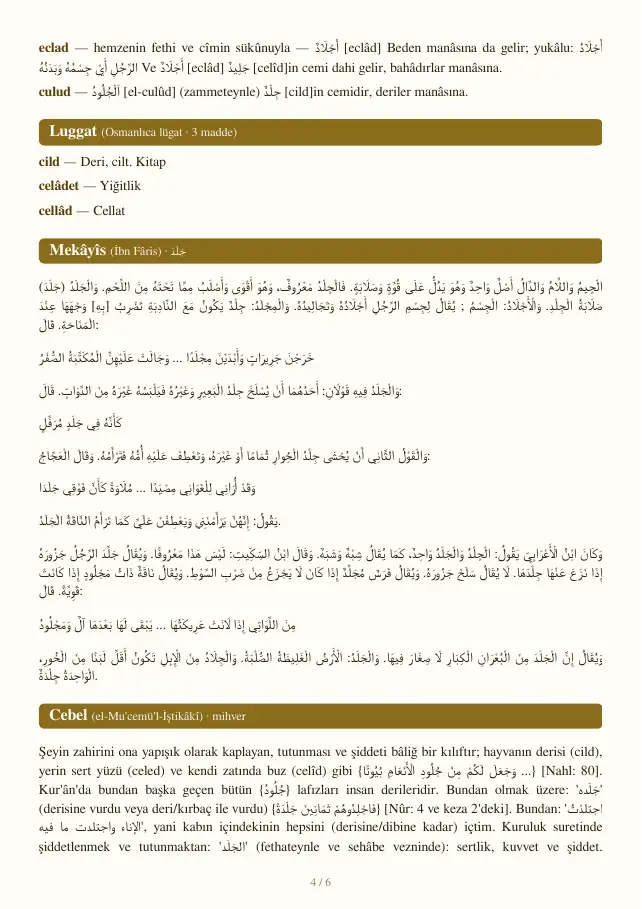 eclad — hemzenin fethi ve cîmin sükûnuyla — أَجْلَادٌ [eclâd] Beden manâsına da gelir; yukâlu: أَجْلَادُ
الرَّجُلِ أَيْ جِسْمُهُ وَبَدَنُهُ Ve أَجْلَادٌ [eclâd] جَلِيدٌ [celîd]in cemi dahi gelir, bahâdırlar manâsına.
culud — اَلْجُلُودُ [el-culûd] (zammeteynle) جِلْدٌ [cild]in cemidir, deriler manâsına.
Luggat (Osmanlıca lügat · 3 madde)
cild — Deri, cilt. Kitap
celâdet — Yiğitlik
cellâd — Cellat
Mekâyîs (İbn Fâris) · جَلَدَ
(جَلَدَ) الْجِيمُ وَاللَّامُ وَالدَّالُ أَصْلٌ وَاحِدٌ وَهُوَ يَدُلُّ عَلَى قُوَّةٍ وَصَلَابَةٍ. فَالْجِلْدُ مَعْرُوفٌ، وَهُوَ أَقْوَى وَأَصْلَبُ مِمَّا تَحْتَهُ مِنَ اللَّحْمِ. وَالْجَلَدُ
صَلَابَةُ الْجِلْدِ. وَالْأَجْلَادُ: الْجِسْمُ ; يُقَالُ لِجِسْمِ الرَّجُلِ أَجْلَادُهُ وَتَجَالِيدُهُ. وَالْمِجْلَدُ: جِلْدٌ يَكُونُ مَعَ النَّادِبَةِ تَضْرِبُ [بِهِ] وَجْهَهَا عِنْدَ
الْمَنَاحَةِ. قَالَ:
خَرَجْنَ جَرِيرَاتٍ وَأَبْدَيْنَ مِجْلَدًا ... وَجَالَتْ عَلَيْهِنَّ الْمُكَتَّبَةُ الصُّفْرُ
وَالْجَلَدُ فِيهِ قَوْلَانِ: أَحَدُهُمَا أَنْ يُسْلَخَ جِلْدُ الْبَعِيرِ وَغَيْرُهُ فَيَلْبَسُهُ غَيْرَهُ مِنَ الدَّوَابِّ. قَالَ:
كَأَنَّهُ فِي جَلَدٍ مُرَفَّلِ
وَالْقَوْلُ الثَّانِي أَنْ يُحْشَى جِلْدُ الْحُوَارِ ثُمَامًا أَوْ غَيْرَهُ، وَتُعْطَفَ عَلَيْهِ أُمُّهُ فَتَرْأَمُهُ. وَقَالَ الْعَجَّاجُ:
وَقَدْ أُرَانِي لِلْغَوَانِي مِصْيَدَا ... مُلَاوَةً كَأَنَّ فَوْقِي جَلَدَا
يَقُولُ: إِنَّهُنَّ يَرْأَمْنَنِي وَيَعْطِفْنَ عَلَيَّ كَمَا تَرْأَمُ النَّاقَةُ الْجَلَدَ.
وَكَانَ ابْنُ الْأَعْرَابِيِّ يَقُولُ: الْجِلْدُ وَالْجَلَدُ وَاحِدٌ، كَمَا يُقَالُ شِبْهٌ وَشَبَهٌ. وَقَالَ ابْنُ السِّكِّيتِ: لَيْسَ هَذَا مَعْرُوفًا. وَيُقَالُ جَلَّدَ الرَّجُلُ جَزُورَهُ
إِذَا نَزَعَ عَنْهَا جِلْدَهَا. لَا يُقَالُ سَلَخَ جَزُورَهُ. وَيُقَالُ فَرَسٌ مُجَلَّدٌ إِذَا كَانَ لَا يَجْزَعُ مِنْ ضَرْبِ السَّوْطِ. وَيُقَالُ نَاقَةٌ ذَاتُ مَجْلُودٍ إِذَا كَانَتْ
قَوِيَّةً. قَالَ:
مِنَ اللَّوَاتِي إِذَا لَانَتْ عَرِيكَتُهَا ... يَبْقَى لَهَا بَعْدَهَا آلٌ وَمَجْلُودُ
وَيُقَالُ إِنَّ الْجَلَدَ مِنَ الْبُعْرَانِ الْكِبَارِ لَا صِغَارَ فِيهَا. وَالْجَلَدُ: الْأَرْضُ الْغَلِيظَةُ الصُّلْبَةُ. وَالْجِلَادُ مِنَ الْإِبِلِ تَكُونُ أَقَلَّ لَبَنًا مِنَ الْخُورِ،
الْوَاحِدَةُ جَلْدَةٌ.
Cebel (el-Mu'cemü'l-İştikâkî) · mihver
Şeyin zahirini ona yapışık olarak kaplayan, tutunması ve şiddeti bâliğ bir kılıftır; hayvanın derisi (cild),
yerin sert yüzü (celed) ve kendi zatında buz (celîd) gibi {وَجَعَلَ لَكُمْ مِنْ جُلُودِ الْأَنْعَامِ بُيُوتًا ...} [Nahl: 80].
Kur'ân'da bundan başka geçen bütün {جُلُودُ} lafızları insan derileridir. Bundan olmak üzere: 'جَلَده'
(derisine vurdu veya deri/kırbaç ile vurdu) {فَاجْلِدُوهُمْ ثَمَانِينَ جَلْدَةً} [Nûr: 4 ve keza 2'deki]. Bundan: 'اجتلدْتُ
الإناء واجتلدت ما فيه', yani kabın içindekinin hepsini (derisine/dibine kadar) içtim. Kuruluk suretinde
şiddetlenmek ve tutunmaktan: 'الجَلَد' (fethateynle ve sehâbe vezninde): sertlik, kuvvet ve şiddet.
4 / 6